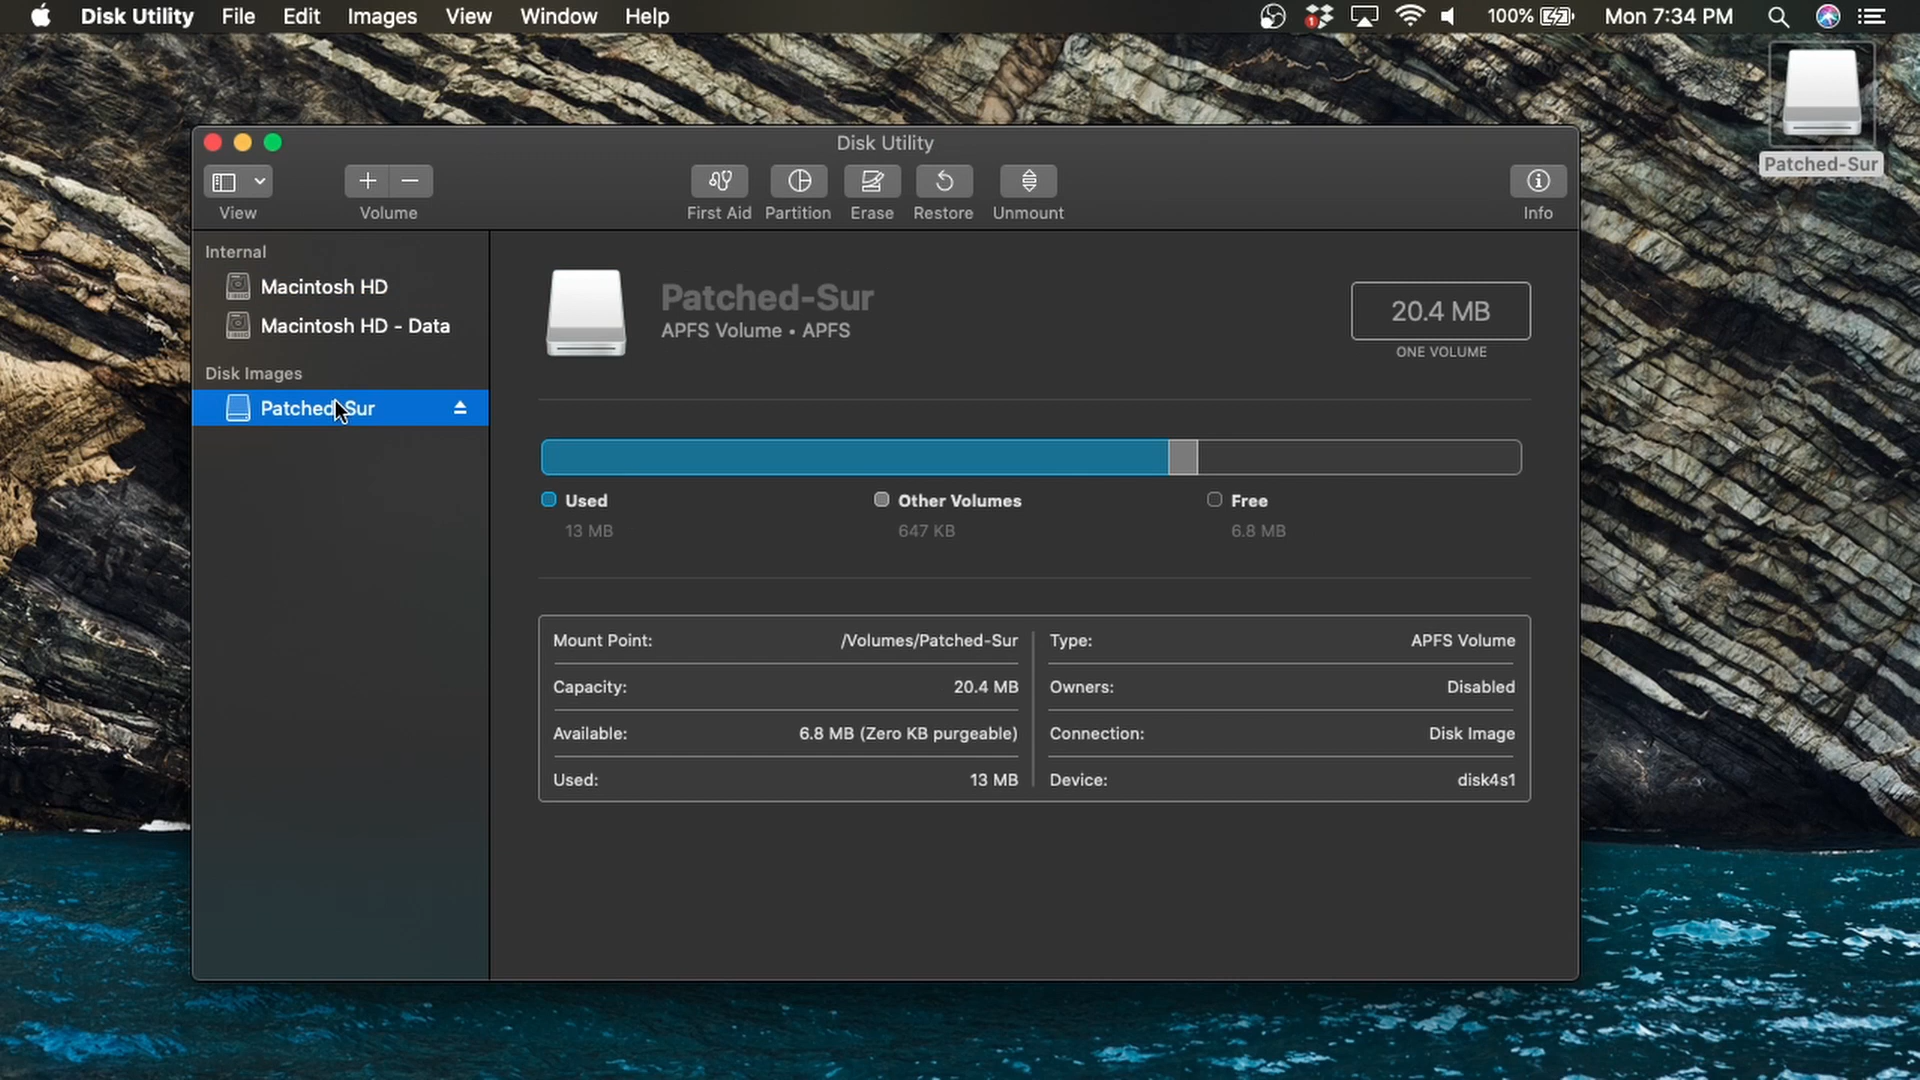 Disk Utility File Edit Images View Window Help 1 100% Mon 7:34 PM
Patched-Sur
Disk Utility
View Volume First Aid Partition Erase Restore Unmount Info
Internal
Macintosh HD
Macintosh HD - Data
Disk Images
Patched-Sur
Patched-Sur
APFS Volume • APFS
20.4 MB
ONE VOLUME
Used Other Volumes Free
13 MB 647 KB 6.8 MB
Mount Point: /Volumes/Patched-Sur Type: APFS Volume
Capacity: 20.4 MB Owners: Disabled
Available: 6.8 MB (Zero KB purgeable) Connection: Disk Image
Used: 13 MB Device: disk4s1